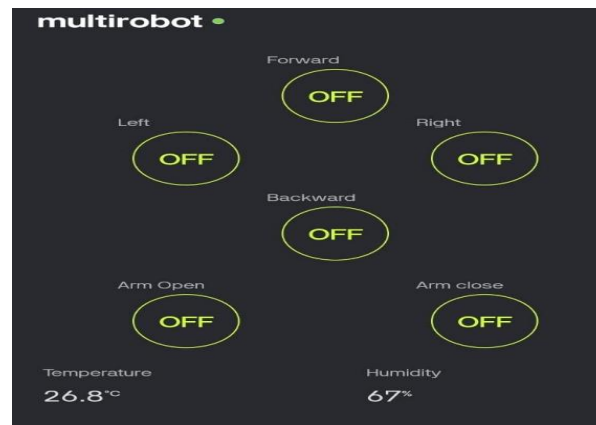 multirobot
Forward
OFF
Left
Right
OFF
OFF
Backward
OFF
Arm Open
Arm close
OFF
OFF
Temperature
Humidity
26.8°C
67%